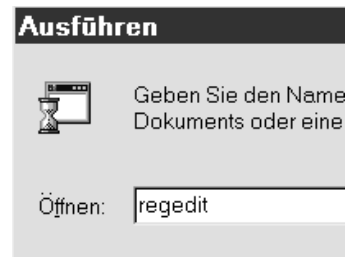 Ausführen
Geben Sie den Name
Dokuments oder eine
Öffnen: regedit